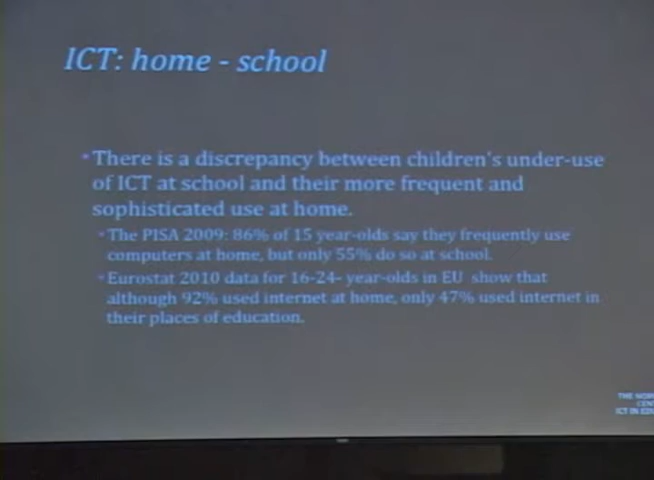 ICT: home - school
There is a discrepancy between children's under-use
of ICT at school and their more frequent and
sophisticated use at home.
The PISA 2009: 86% of 15 year-olds say they frequently use
computers at home, but only 55% do so at school.
Eurostat 2010 data for 16-24- year-olds in EU show that
although 92% used internet at home, only 47% used internet in
their places of education.
THE
ICT IN